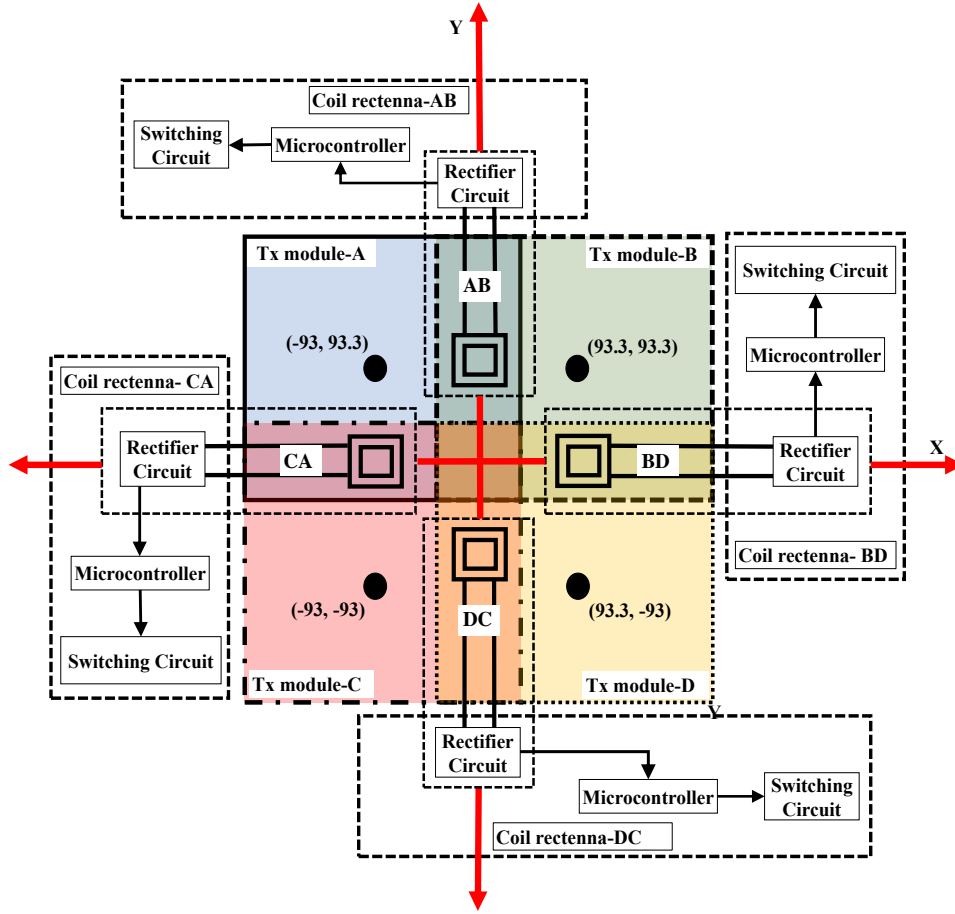 Y
Coil rectenna-AB
Switching
Circuit
Microcontroller
Rectifier
Circuit
Tx module-A
Tx module-B
AB
Switching Circuit
(-93, 93.3)
(93.3, 93.3)
Microcontroller
Coil rectenna- CA
Rectifier
Circuit
CA
BD
Rectifier
Circuit
X
Microcontroller
Coil rectenna- BD
(-93, -93)
(93.3, -93)
DC
Switching Circuit
Tx module-C
Tx module-D
Y
Rectifier
Circuit
Microcontroller
Switching
Circuit
Coil rectenna-DC